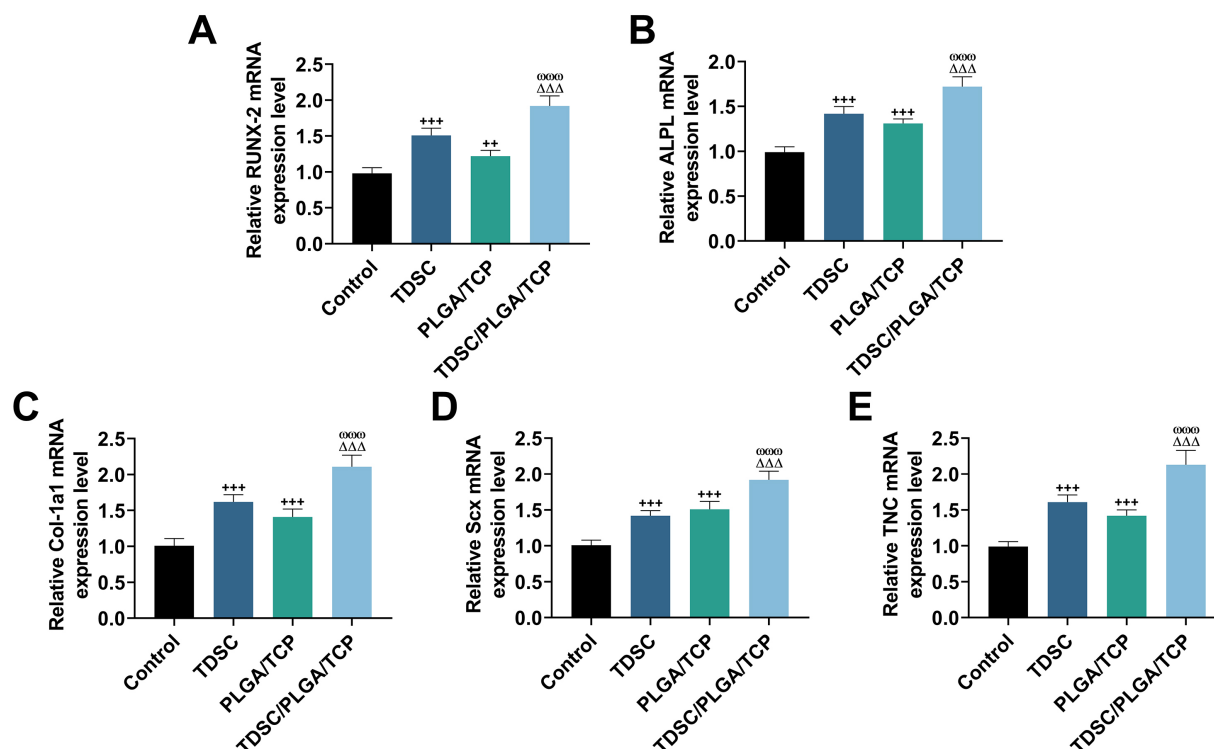 A
Relative RUNX-2 mRNA
expression level
2.5
2.0
1.5
1.0
0.5
0.0
+++
++
ωωω
ΔΔΔ
Control
TDSC
PLGA/TCP
TDSC/PLGA/TCP
B
Relative ALPL mRNA
expression level
2.0
1.5
1.0
0.5
0.0
+++
+++
ωωω
ΔΔΔ
Control
TDSC
PLGA/TCP
TDSC/PLGA/TCP
C
Relative Col-1a1 mRNA
expression level
2.5
2.0
1.5
1.0
0.5
0.0
+++
+++
ωωω
ΔΔΔ
Control
TDSC
PLGA/TCP
TDSC/PLGA/TCP
D
Relative Scx mRNA
expression level
2.5
2.0
1.5
1.0
0.5
0.0
+++
+++
ωωω
ΔΔΔ
Control
TDSC
PLGA/TCP
TDSC/PLGA/TCP
E
Relative TNC mRNA
expression level
2.5
2.0
1.5
1.0
0.5
0.0
+++
+++
ωωω
ΔΔΔ
Control
TDSC
PLGA/TCP
TDSC/PLGA/TCP